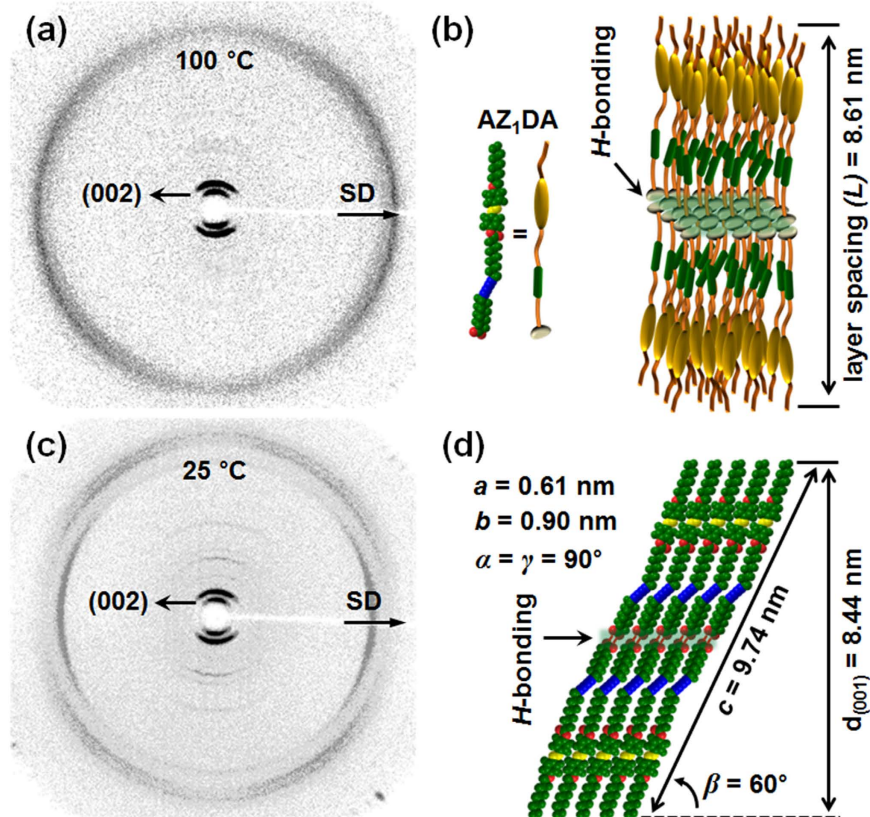 (a)
100 °C
(002)
SD
(b)
AZ₁DA
=
H-bonding
layer spacing (L) = 8.61 nm
(c)
25 °C
(002)
SD
(d)
a = 0.61 nm
b = 0.90 nm
α = γ = 90°
H-bonding
c = 9.74 nm
d(001) = 8.44 nm
β = 60°